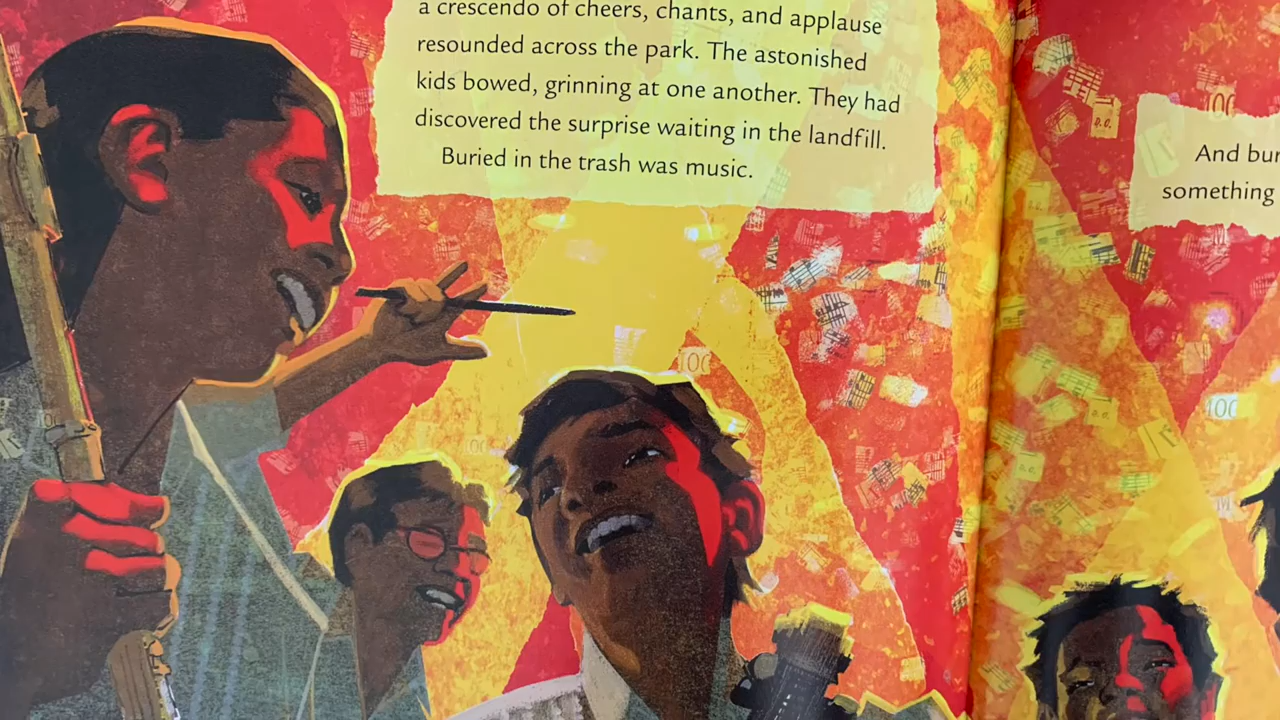 a crescendo of cheers, chants, and applause
resounded across the park. The astonished
kids bowed, grinning at one another. They had
discovered the surprise waiting in the landfill.
Buried in the trash was music.
And bur
something